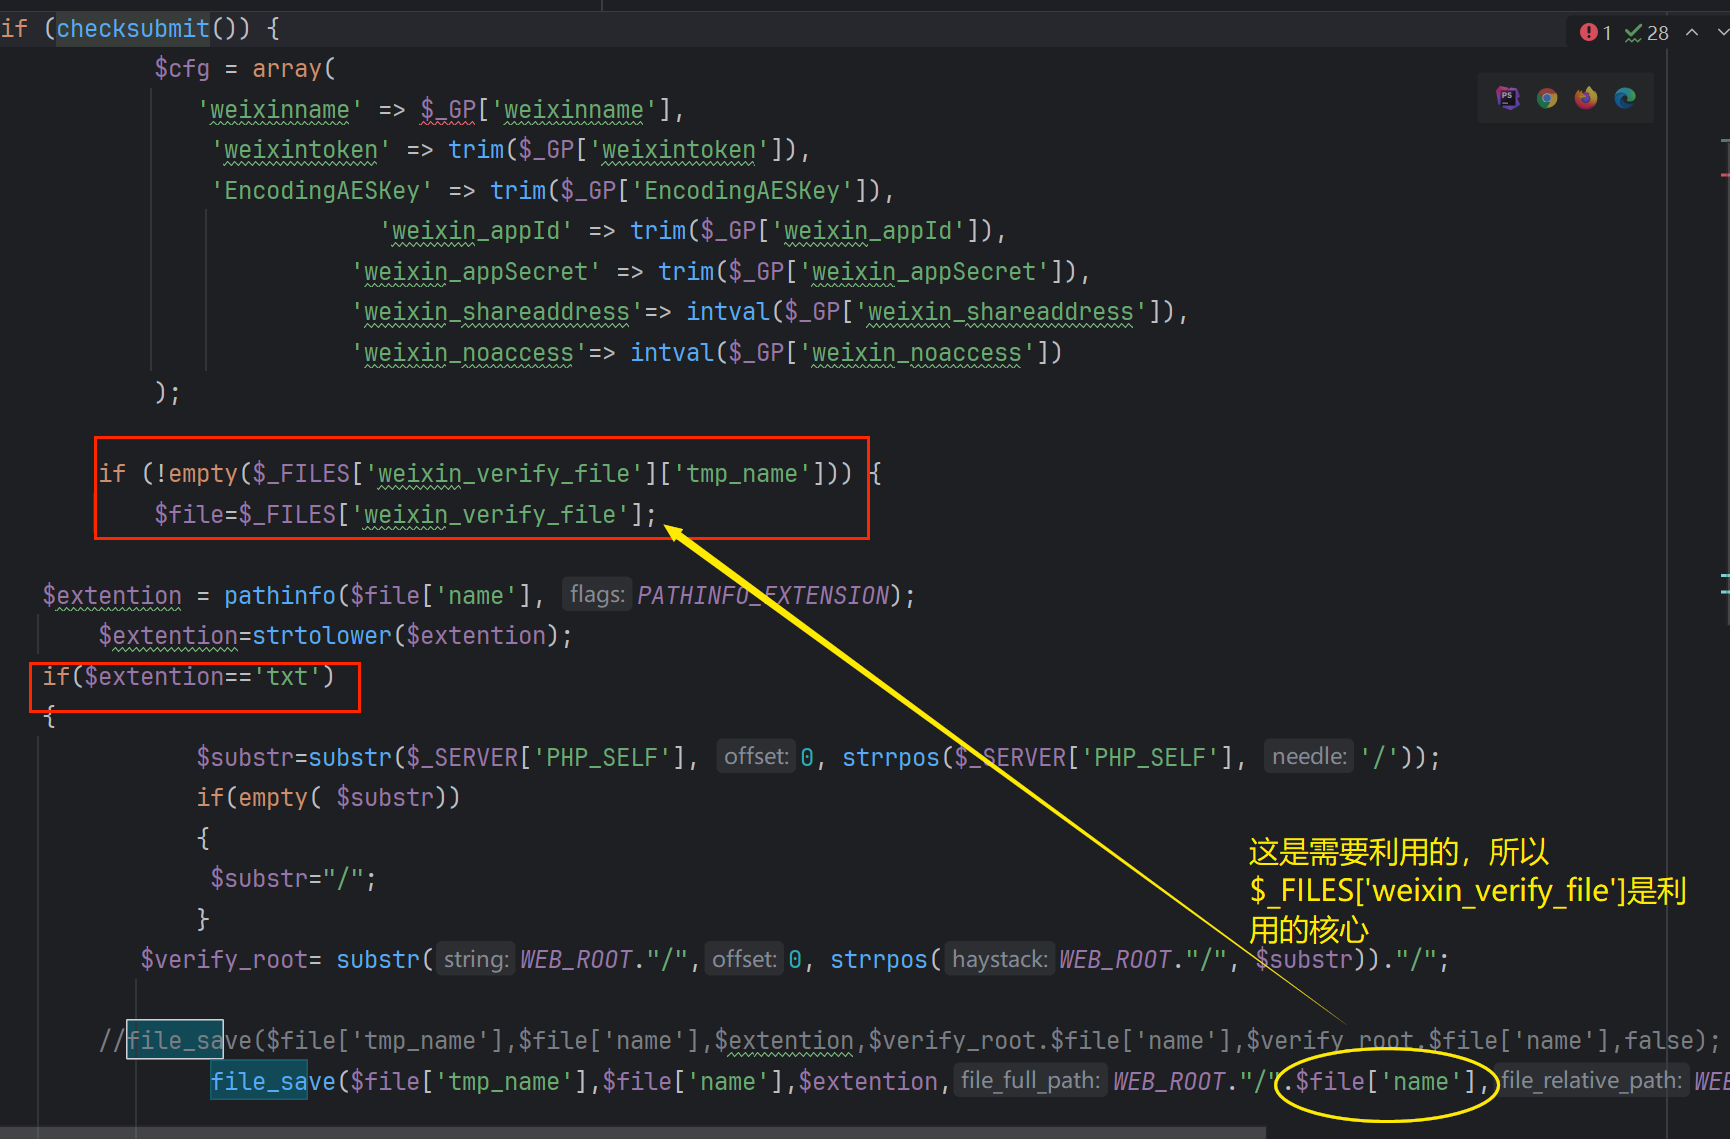 if (checksubmit()) {
1 28
$cfg = array(
PS
'weixinname' => $_GP['weixinname'],
'weixintoken' => trim($_GP['weixintoken']),
'EncodingAESKey' => trim($_GP['EncodingAESKey']),
'weixin_appId' => trim($_GP['weixin_appId']),
'weixin_appSecret' => trim($_GP['weixin_appSecret']),
'weixin_shareaddress'=> intval($_GP['weixin_shareaddress']),
'weixin_noaccess'=> intval($_GP['weixin_noaccess'])
);
if (!empty($_FILES['weixin_verify_file']['tmp_name'])) {
$file=$_FILES['weixin_verify_file'];
$extention = pathinfo($file['name'], flags: PATHINFO_EXTENSION);
$extention=strtolower($extention);
if($extention=='txt')
{
$substr=substr($_SERVER['PHP_SELF'], offset: 0, strrpos($_SERVER['PHP_SELF'], needle: '/'));
if(empty( $substr))
{
$substr="/";
}
这是需要利用的，所以
$_FILES['weixin_verify_file']是利
用的核心
$verify_root= substr( string: WEB_ROOT."/", offset: 0, strrpos( haystack: WEB_ROOT."/", $substr))."/";
//file_save($file['tmp_name'],$file['name'],$extention,$verify_root.$file['name'],$verify_root.$file['name'],false);
file_save($file['tmp_name'],$file['name'],$extention, file_full_path: WEB_ROOT."/".$file['name'], file_relative_path: WEB